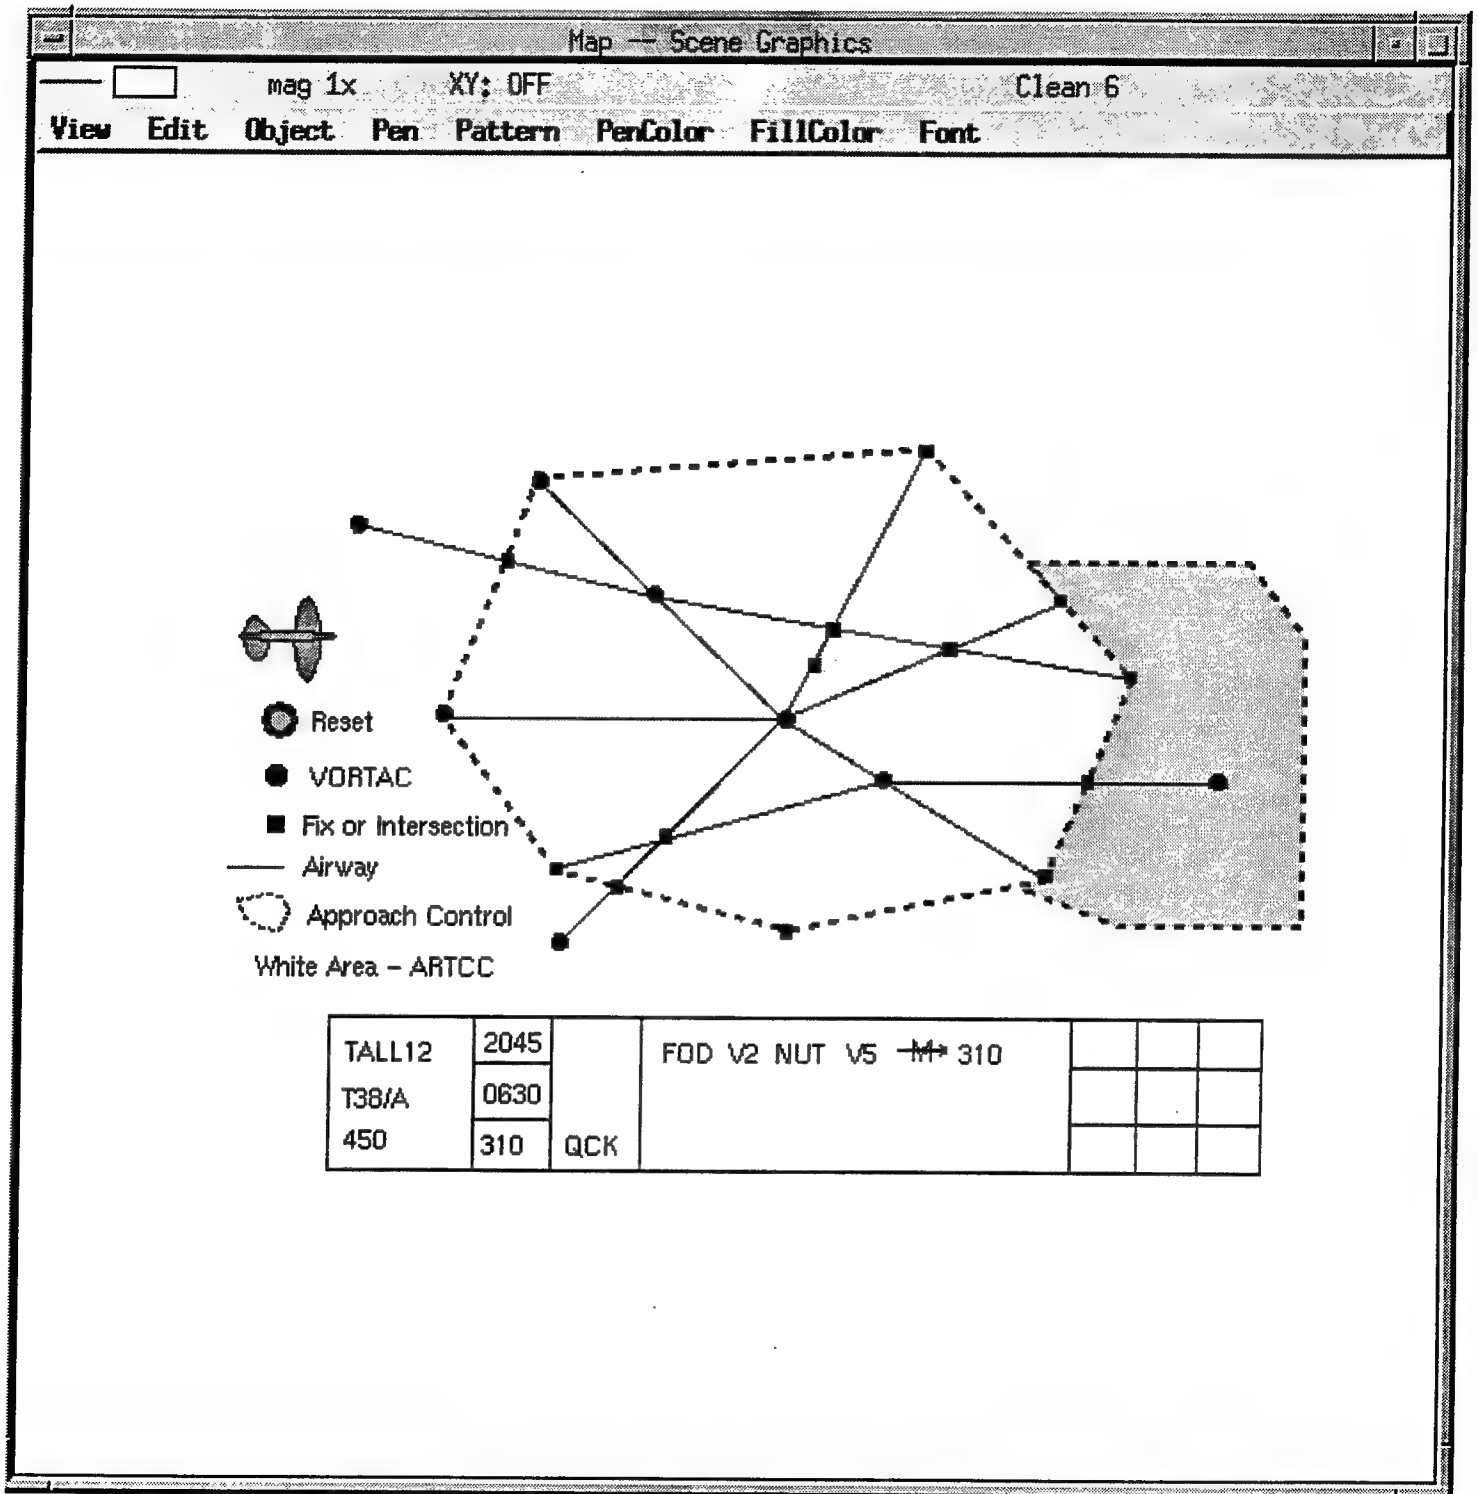 Map — Scene Graphics
mag 1x XY: OFF Clean 6
View Edit Object Pen Pattern PenColor FillColor Font
Reset
VORTAC
Fix or Intersection
Airway
Approach Control
White Area - ARTCC
TALL12 2045 FOD V2 NUT V5 M 310
T38/A 0630
450 310 QCK